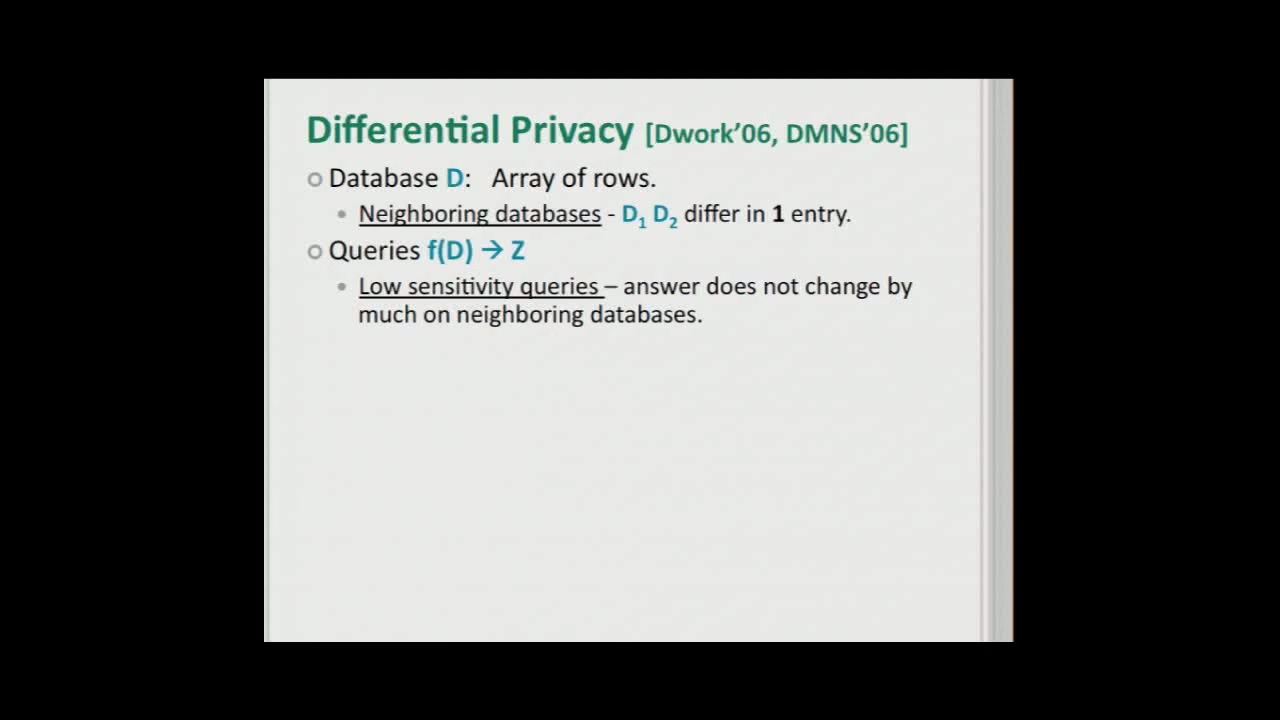 Differential Privacy [Dwork’06, DMNS’06]
Database D: Array of rows.
Neighboring databases - D₁ D₂ differ in 1 entry.
Queries f(D) → Z
Low sensitivity queries – answer does not change by
much on neighboring databases.